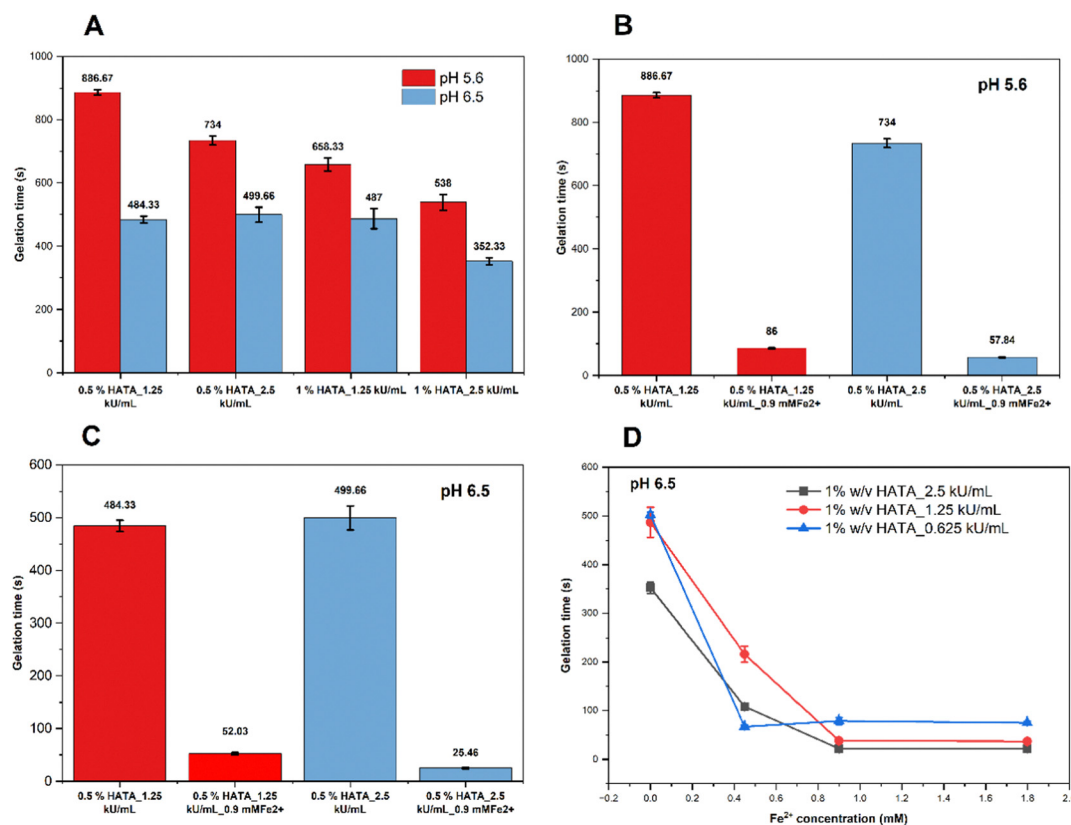 A
1000
800
600
400
200
0
Gelation time (s)
pH 5.6
pH 6.5
886.67
484.33
734
499.66
658.33
487
538
352.33
0.5 % HATA_1.25
kU/mL
0.5 % HATA_2.5
kU/mL
1 % HATA_1.25 kU/mL
1 % HATA_2.5 kU/mL
B
pH 5.6
1000
800
600
400
200
0
Gelation time (s)
886.67
86
734
57.84
0.5 % HATA_1.25
kU/mL
0.5 % HATA_1.25
kU/mL_0.9 mMFe2+
0.5 % HATA_2.5
kU/mL
0.5 % HATA_2.5
kU/mL_0.9 mMFe2+
C
pH 6.5
600
500
400
300
200
100
0
Gelation time (s)
484.33
52.03
499.66
25.46
0.5 % HATA_1.25
kU/mL
0.5 % HATA_1.25
kU/mL_0.9 mMFe2+
0.5 % HATA_2.5
kU/mL
0.5 % HATA_2.5
kU/mL_0.9 mMFe2+
D
pH 6.5
1% w/v HATA_2.5 kU/mL
1% w/v HATA_1.25 kU/mL
1% w/v HATA_0.625 kU/mL
600
500
400
300
200
100
0
Gelation time (s)
−0.2 0.0 0.2 0.4 0.6 0.8 1.0 1.2 1.4 1.6 1.8
Fe²⁺ concentration (mM)